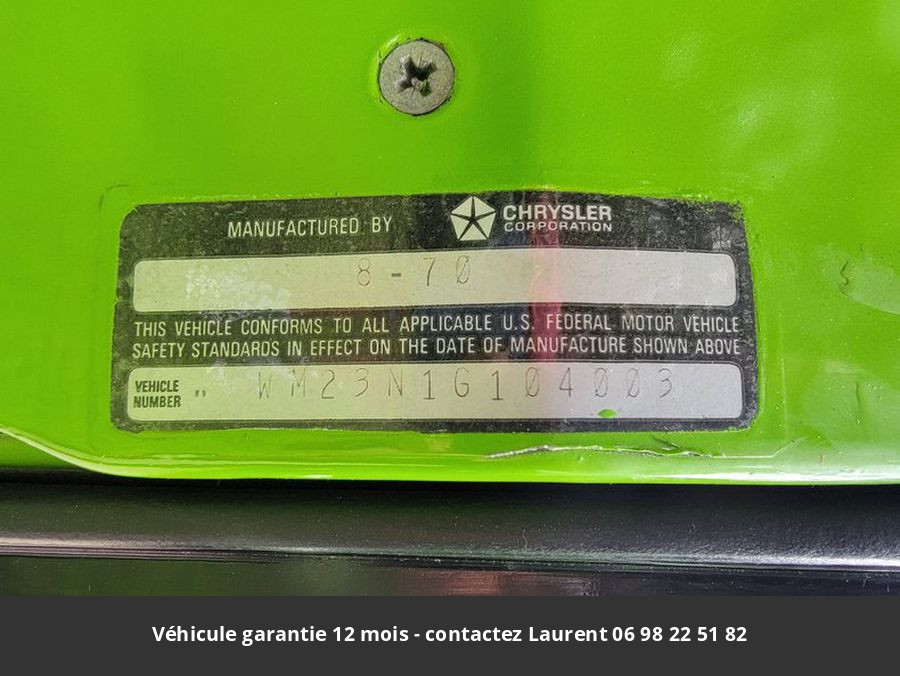 MANUFACTURED BY CHRYSLER CORPORATION
8-70
THIS VEHICLE CONFORMS TO ALL APPLICABLE U.S. FEDERAL MOTOR VEHICLE
SAFETY STANDARDS IN EFFECT ON THE DATE OF MANUFACTURE SHOWN ABOVE
VEHICLE NUMBER " WM23N1G104003
Véhicule garantie 12 mois - contactez Laurent 06 98 22 51 82